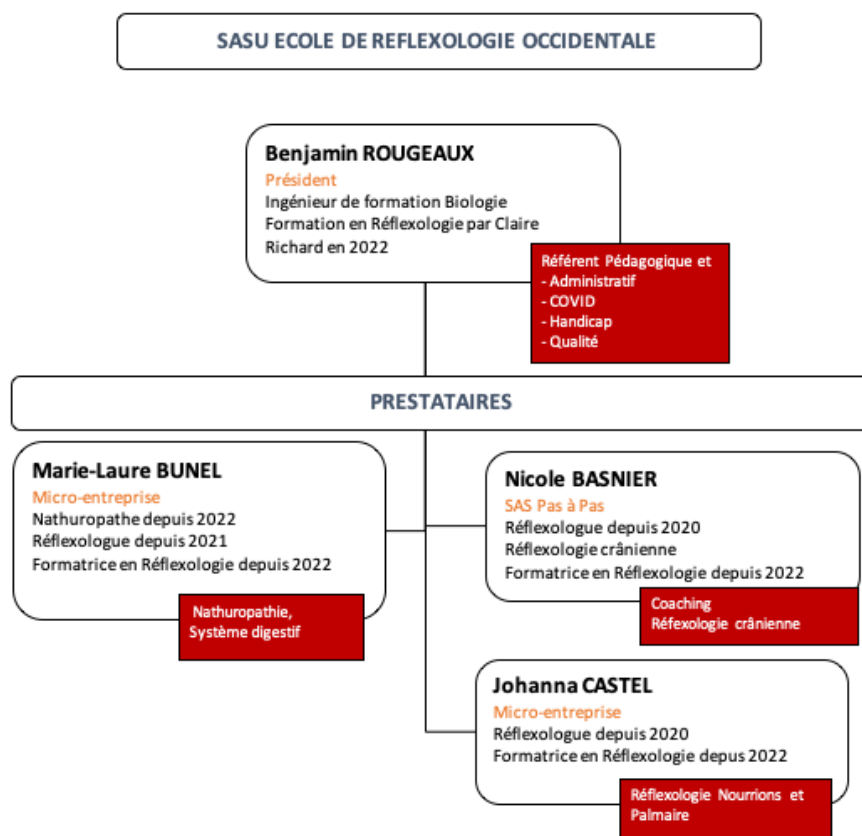 SASU ECOLE DE REFLEXOLOGIE OCCIDENTALE
Benjamin ROUGEAUX
Président
Ingénieur de formation Biologie
Formation en Réflexologie par Claire
Richard en 2022
Référent Pédagogique et
- Administratif
- COVID
- Handicap
- Qualité
PRESTATAIRES
Marie-Laure BUNEL
Micro-entreprise
Nathuropathe depuis 2022
Réflexologue depuis 2021
Formatrice en Réflexologie depuis 2022
Nathuropathie,
Système digestif
Nicole BASNIER
SAS Pas à Pas
Réflexologue depuis 2020
Réflexologie crânienne
Formatrice en Réflexologie depuis 2022
Coaching
Réfexologie crânienne
Johanna CASTEL
Micro-entreprise
Réflexologue depuis 2020
Formatrice en Réflexologie depus 2022
Réflexologie Nourrions et
Palmaire